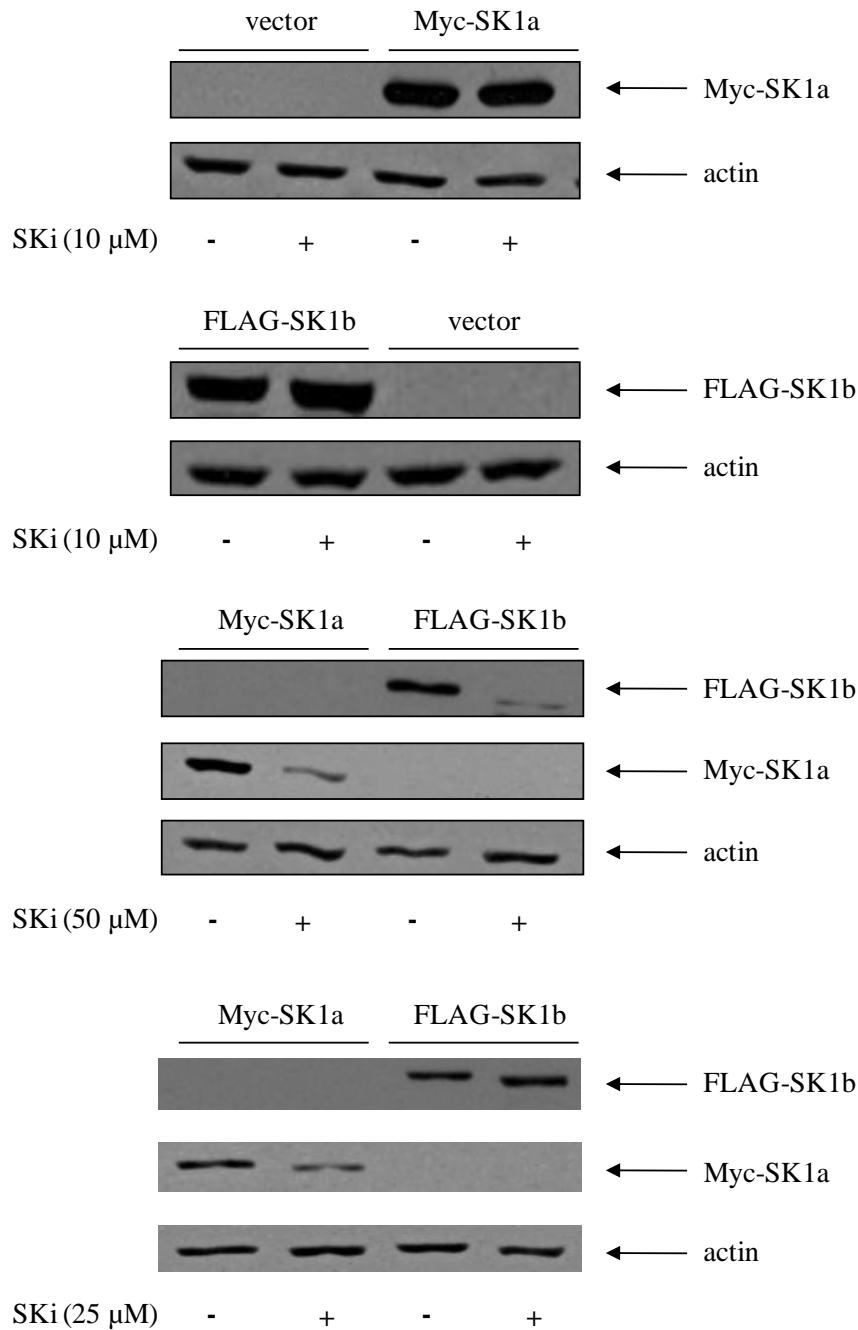 vector Myc-SK1a
Myc-SK1a
actin
SKi (10 μM) - + - +
FLAG-SK1b vector
FLAG-SK1b
actin
SKi (10 μM) - + - +
Myc-SK1a FLAG-SK1b
FLAG-SK1b
Myc-SK1a
actin
SKi (50 μM) - + - +
Myc-SK1a FLAG-SK1b
FLAG-SK1b
Myc-SK1a
actin
SKi (25 μM) - + - +